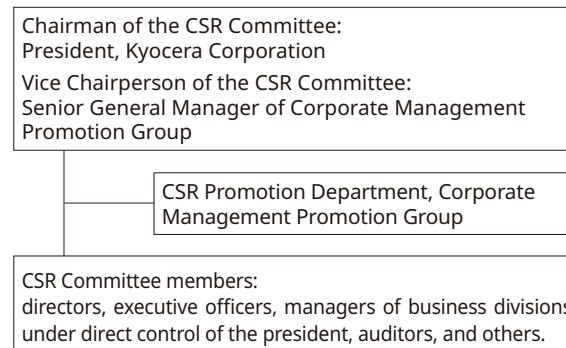 Chairman of the CSR Committee:
President, Kyocera Corporation
Vice Chairperson of the CSR Committee:
Senior General Manager of Corporate Management
Promotion Group
CSR Promotion Department, Corporate
Management Promotion Group
CSR Committee members:
directors, executive officers, managers of business divisions
under direct control of the president, auditors, and others.